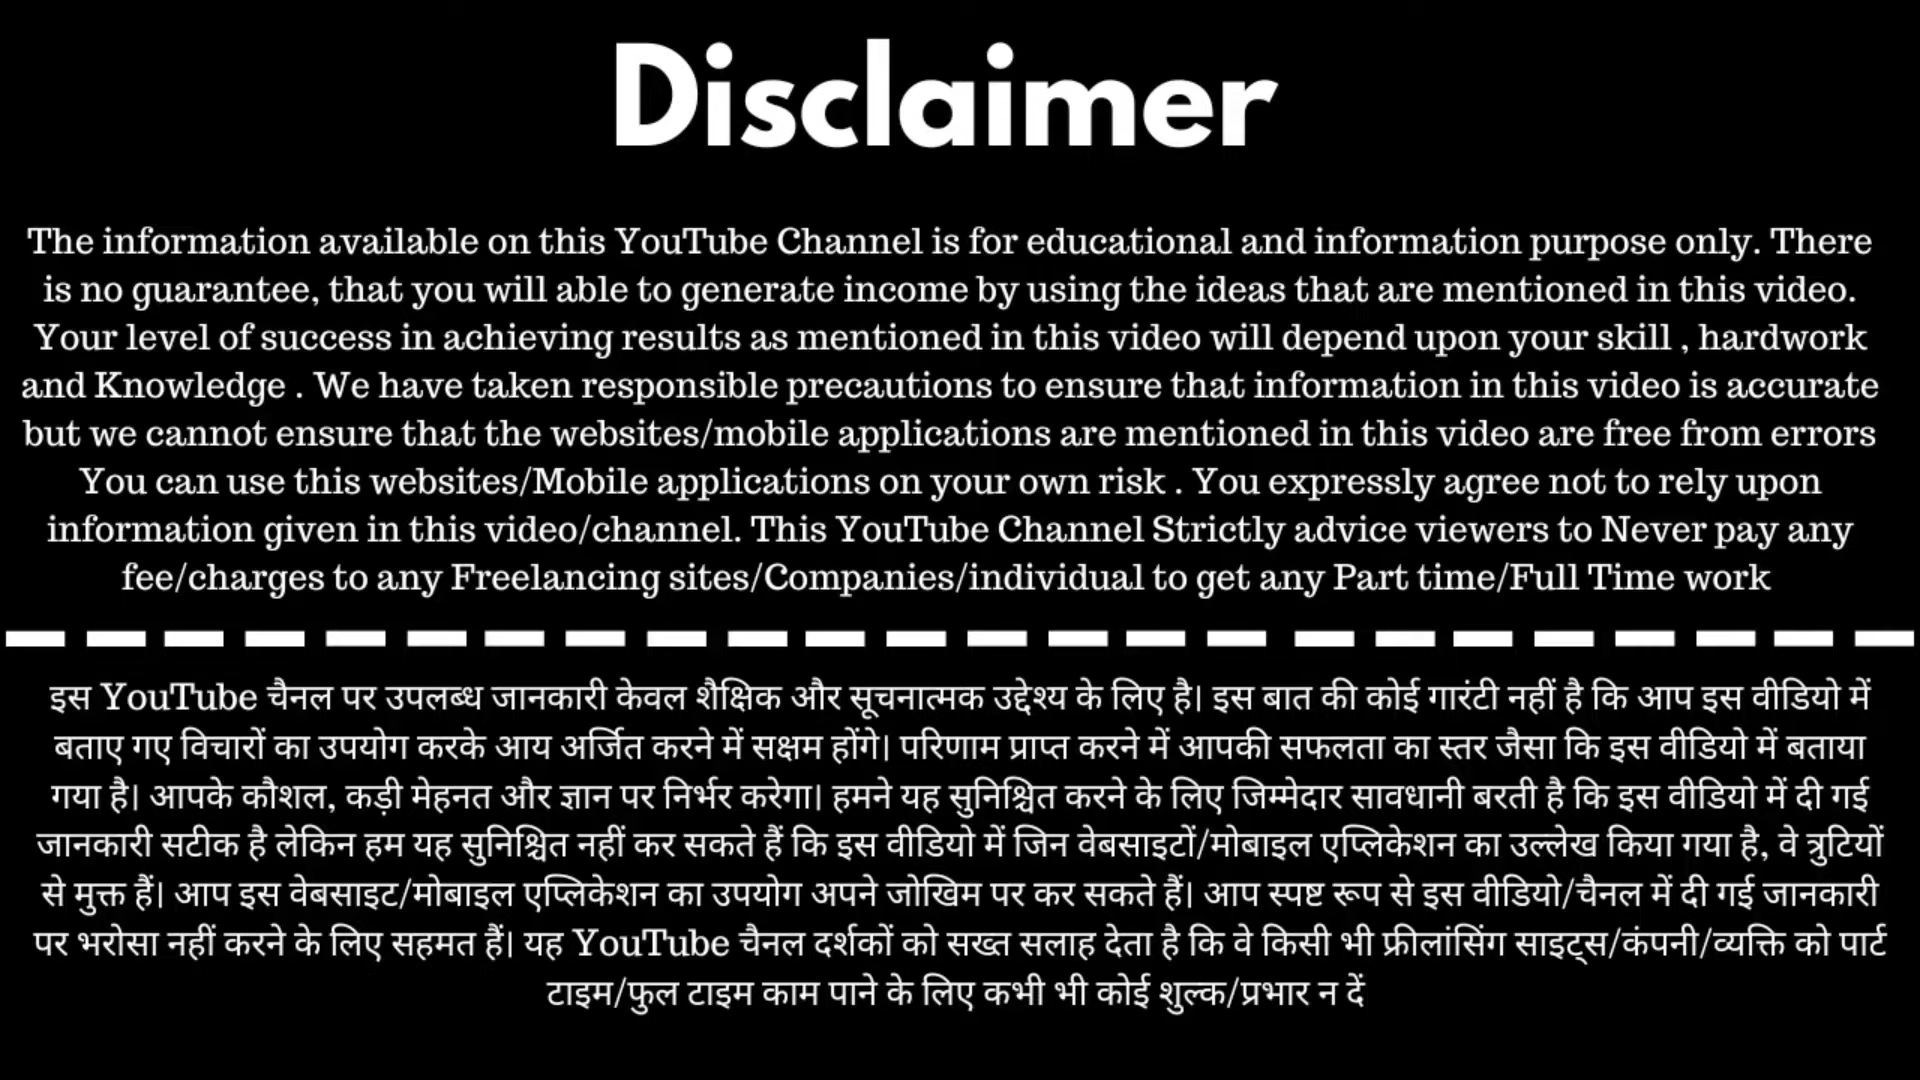 Disclaimer
The information available on this YouTube Channel is for educational and information purpose only. There
is no guarantee, that you will able to generate income by using the ideas that are mentioned in this video.
Your level of success in achieving results as mentioned in this video will depend upon your skill , hardwork
and Knowledge . We have taken responsible precautions to ensure that information in this video is accurate
but we cannot ensure that the websites/mobile applications are mentioned in this video are free from errors
You can use this websites/Mobile applications on your own risk . You expressly agree not to rely upon
information given in this video/channel. This YouTube Channel Strictly advice viewers to Never pay any
fee/charges to any Freelancing sites/Companies/individual to get any Part time/Full Time work
इस YouTube चैनल पर उपलब्ध जानकारी केवल शैक्षिक और सूचनात्मक उद्देश्य के लिए है। इस बात की कोई गारंटी नहीं है कि आप इस वीडियो में
बताए गए विचारों का उपयोग करके आय अर्जित करने में सक्षम होंगे। परिणाम प्राप्त करने में आपकी सफलता का स्तर जैसा कि इस वीडियो में बताया
गया है। आपके कौशल, कड़ी मेहनत और ज्ञान पर निर्भर करेगा। हमने यह सुनिश्चित करने के लिए जिम्मेदार सावधानी बरती है कि इस वीडियो में दी गई
जानकारी सटीक है लेकिन हम यह सुनिश्चित नहीं कर सकते हैं कि इस वीडियो में जिन वेबसाइटों/मोबाइल एप्लिकेशन का उल्लेख किया गया है, वे त्रुटियों
से मुक्त हैं। आप इस वेबसाइट/मोबाइल एप्लिकेशन का उपयोग अपने जोखिम पर कर सकते हैं। आप स्पष्ट रूप से इस वीडियो/चैनल में दी गई जानकारी
पर भरोसा नहीं करने के लिए सहमत हैं। यह YouTube चैनल दर्शकों को सख्त सलाह देता है कि वे किसी भी फ्रीलांसिंग साइट्स/कंपनी/व्यक्ति को पार्ट
टाइम/फुल टाइम काम पाने के लिए कभी भी कोई शुल्क/प्रभार न दें